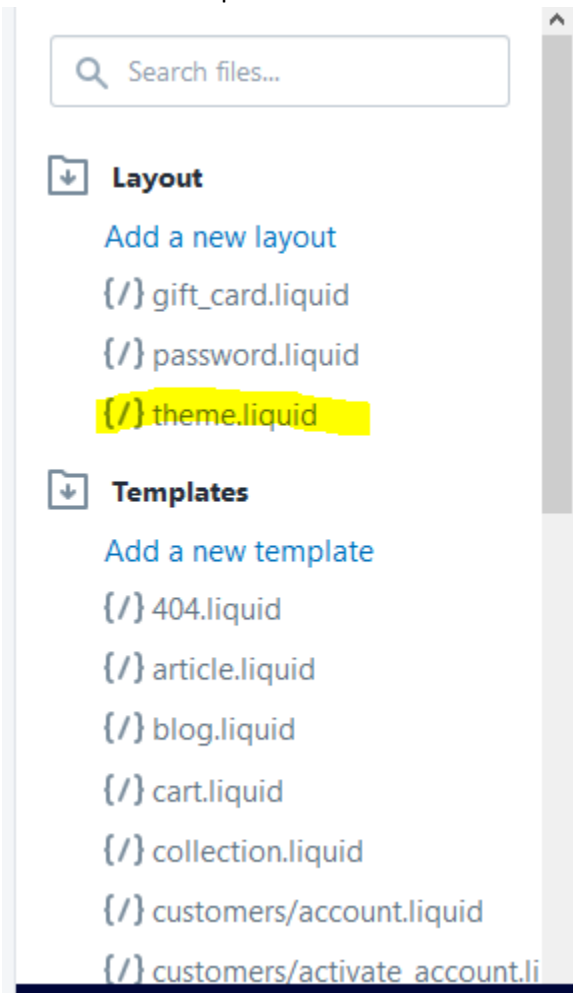 Search files...
Layout
Add a new layout
{/} gift_card.liquid
{/} password.liquid
{/} theme.liquid
Templates
Add a new template
{/} 404.liquid
{/} article.liquid
{/} blog.liquid
{/} cart.liquid
{/} collection.liquid
{/} customers/account.liquid
{/} customers/activate_account.li